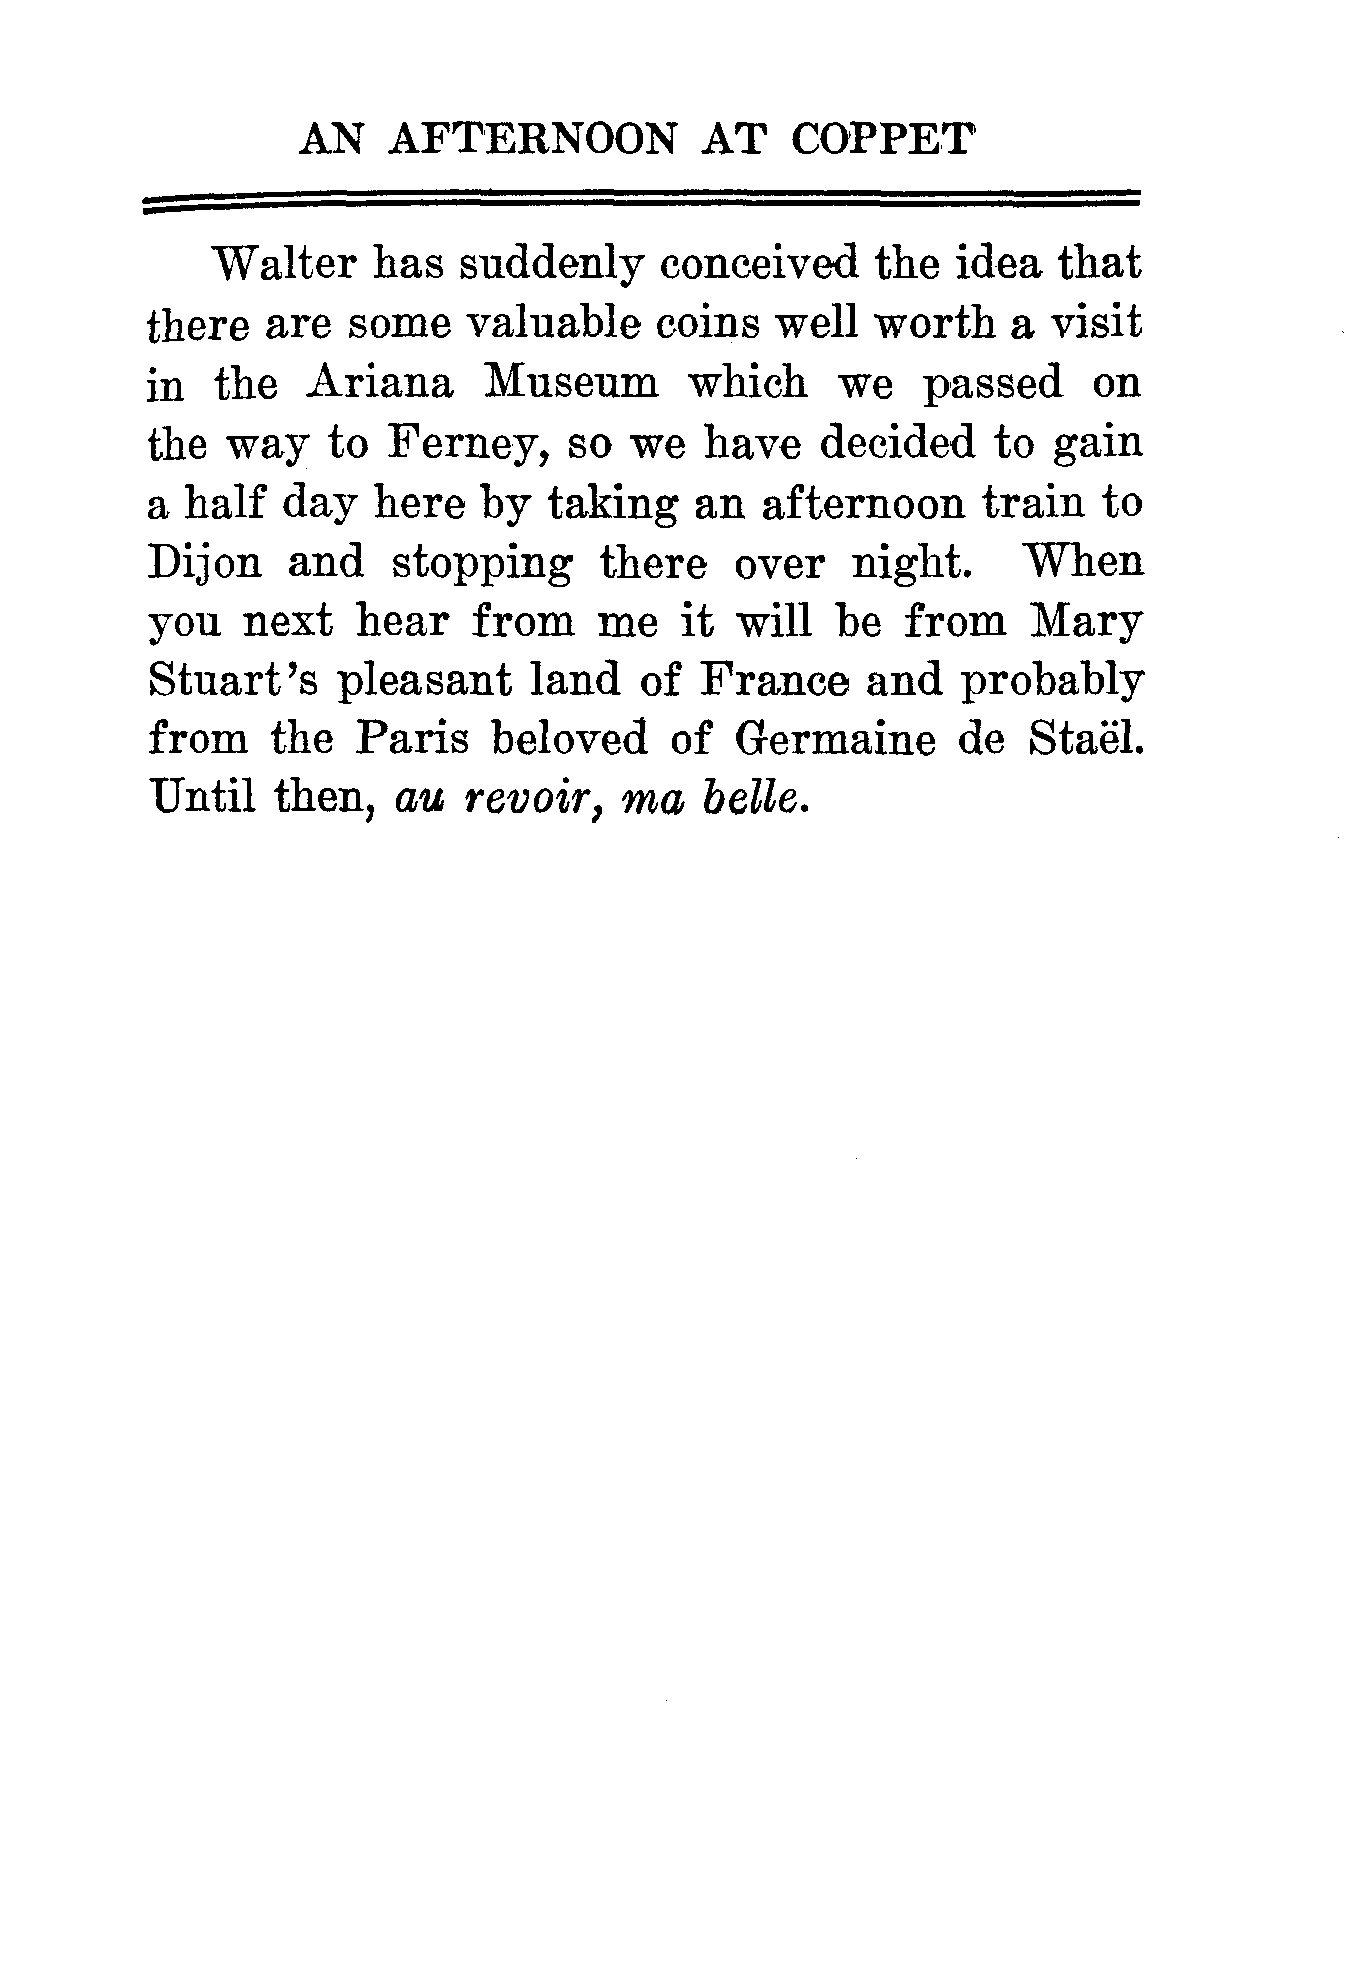 AN AFTERNOON AT COPPET
Walter has suddenly conceived the idea that
there are some valuable coins well worth a visit
in the Ariana Museum which we passed on
the way to Ferney, so we have decided to gain
a half day here by taking an afternoon train to
Dijon and stopping there over night. When
you next hear from me it will be from Mary
Stuart's pleasant land of France and probably
from the Paris beloved of Germaine de Staël.
Until then, au revoir, ma belle.